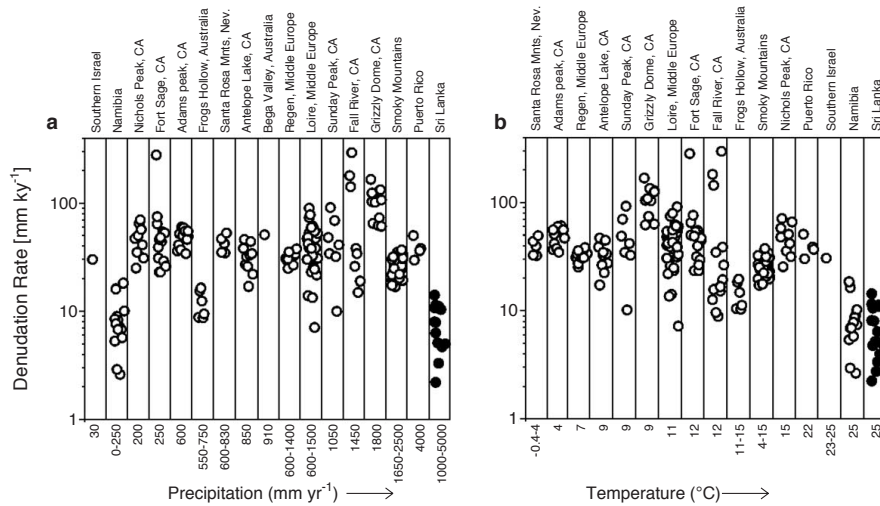 a
Southern Israel
Namibia
Nichols Peak, CA
Fort Sage, CA
Adams peak, CA
Frogs Hollow, Australia
Santa Rosa Mnts, Nev.
Antelope Lake, CA
Bega Valley, Australia
Regen, Middle Europe
Loire, Middle Europe
Sunday Peak, CA
Fall River, CA
Grizzly Dome, CA
Smoky Mountains
Puerto Rico
Sri Lanka
Denudation Rate [mm ky⁻¹]
100
10
1
30
0-250
200
250
600
550-750
600-830
850
910
600-1400
600-1500
1050
1450
1800
1650-2500
4000
1000-5000
Precipitation (mm yr⁻¹)
b
Santa Rosa Mnts, Nev.
Adams peak, CA
Regen, Middle Europe
Antelope Lake, CA
Sunday Peak, CA
Grizzly Dome, CA
Loire, Middle Europe
Fort Sage, CA
Fall River, CA
Frogs Hollow, Australia
Smoky Mountains
Nichols Peak, CA
Puerto Rico
Southern Israel
Namibia
Sri Lanka
100
10
1
-0.4-4
4
7
9
9
9
11
12
12
11-15
4-15
15
22
23-25
25
25
Temperature (°C)